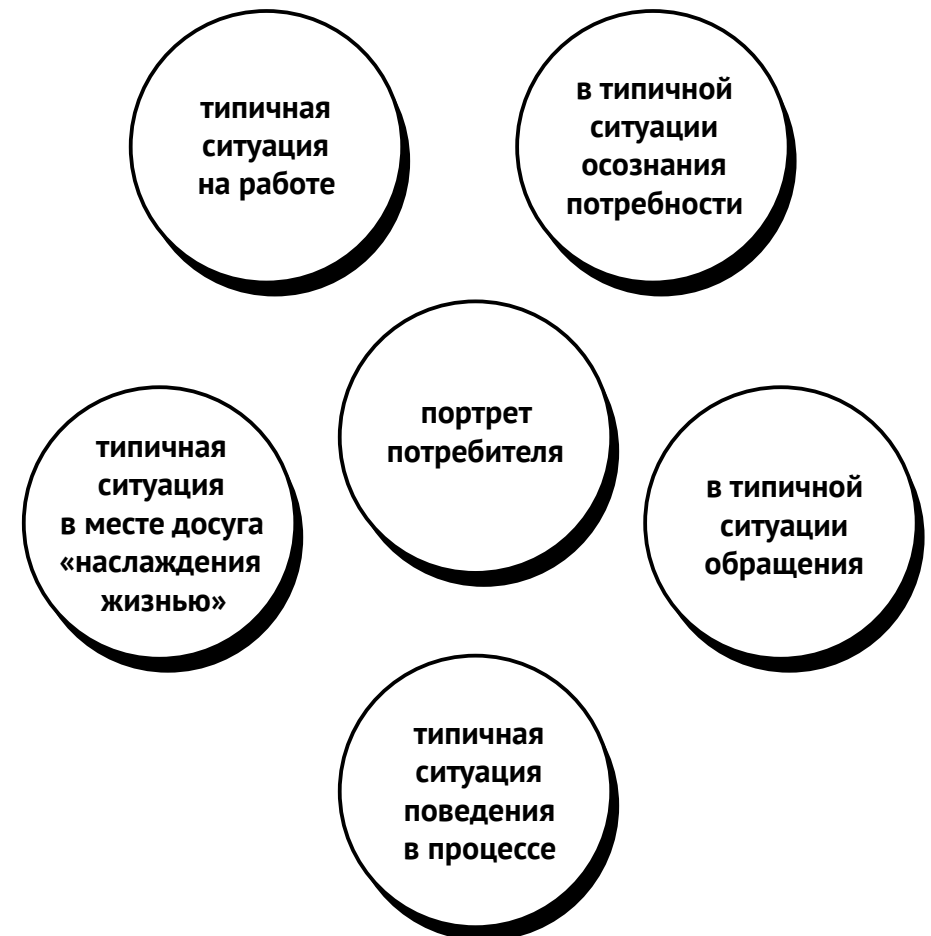 типичная
ситуация
на работе
в типичной
ситуации
осознания
потребности
портрет
потребителя
типичная
ситуация
в месте досуга
«наслаждения
жизнью»
в типичной
ситуации
обращения
типичная
ситуация
поведения
в процессе